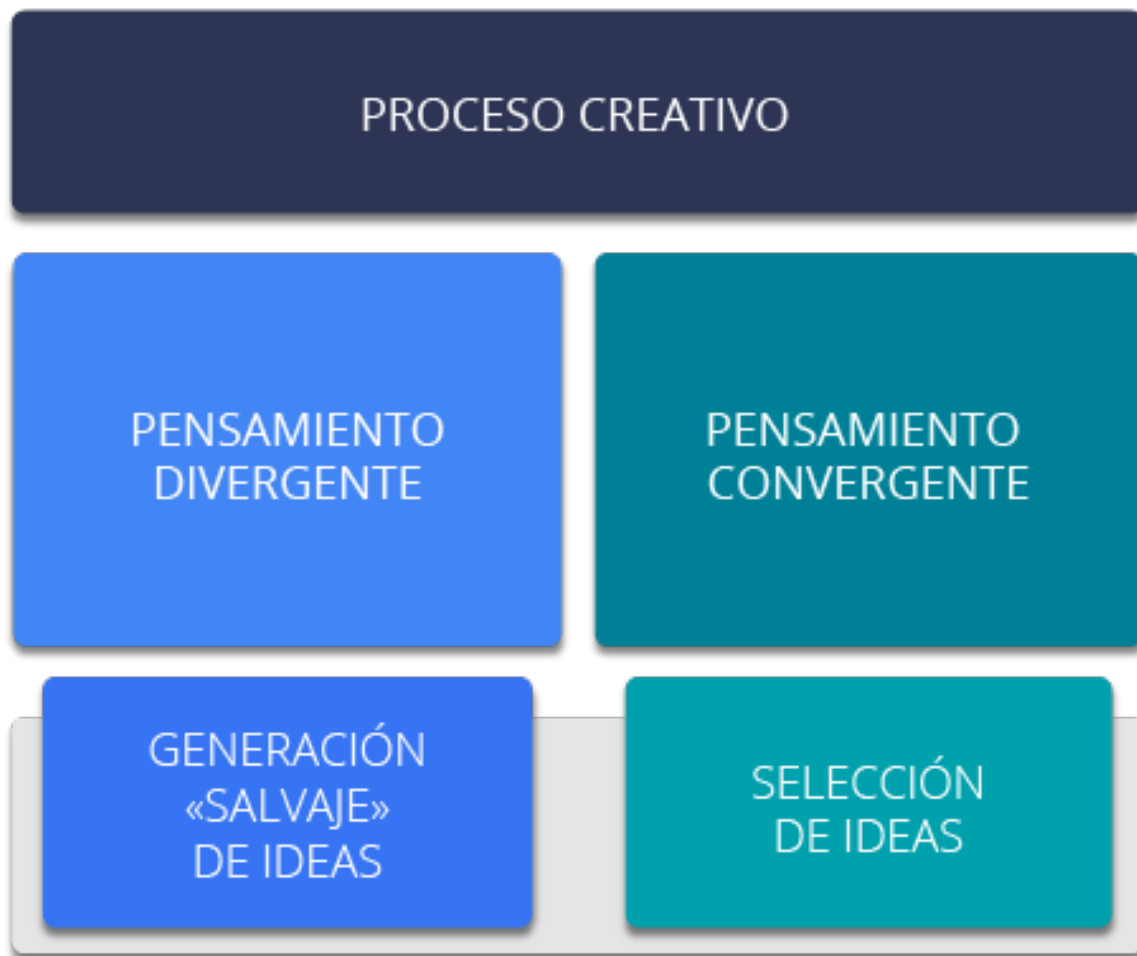 PROCESO CREATIVO
PENSAMIENTO
DIVERGENTE
PENSAMIENTO
CONVERGENTE
GENERACIÓN
«SALVAJE»
DE IDEAS
SELECCIÓN
DE IDEAS